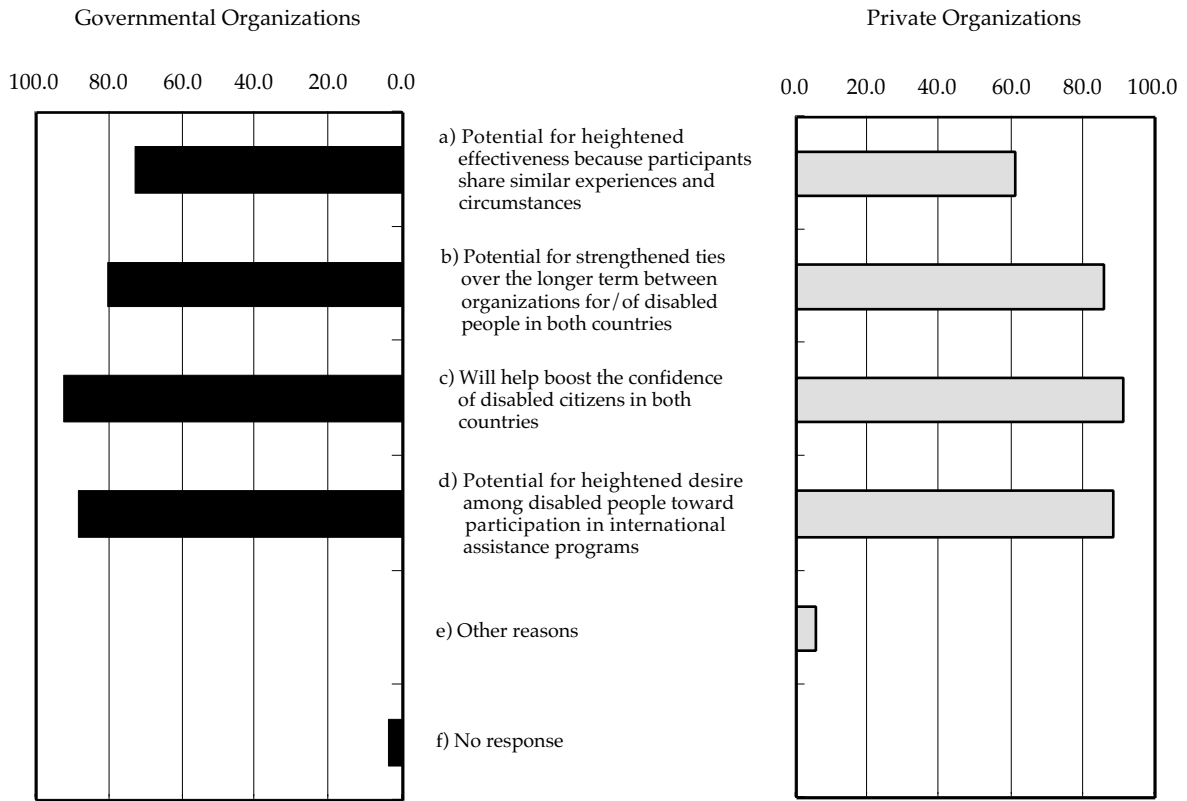 Governmental Organizations
Private Organizations
100.0 80.0 60.0 40.0 20.0 0.0
0.0 20.0 40.0 60.0 80.0 100.0
a) Potential for heightened
effectiveness because participants
share similar experiences and
circumstances
b) Potential for strengthened ties
over the longer term between
organizations for/of disabled
people in both countries
c) Will help boost the confidence
of disabled citizens in both
countries
d) Potential for heightened desire
among disabled people toward
participation in international
assistance programs
e) Other reasons
f) No response